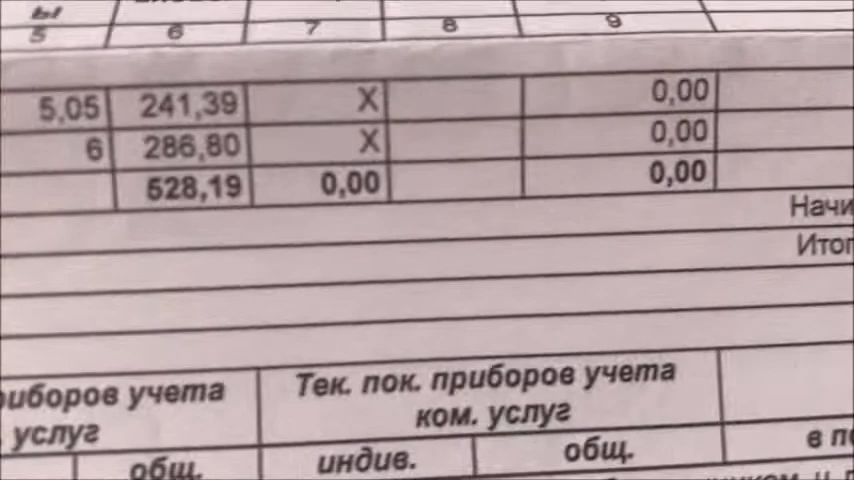 5 6 7 8 9
5,05 241,39 X 0,00
6 286,80 X 0,00
528,19 0,00 0,00
Начи
Итог
риборов учета Тек. пок. приборов учета
. услуг ком. услуг
общ. индив. общ. в по